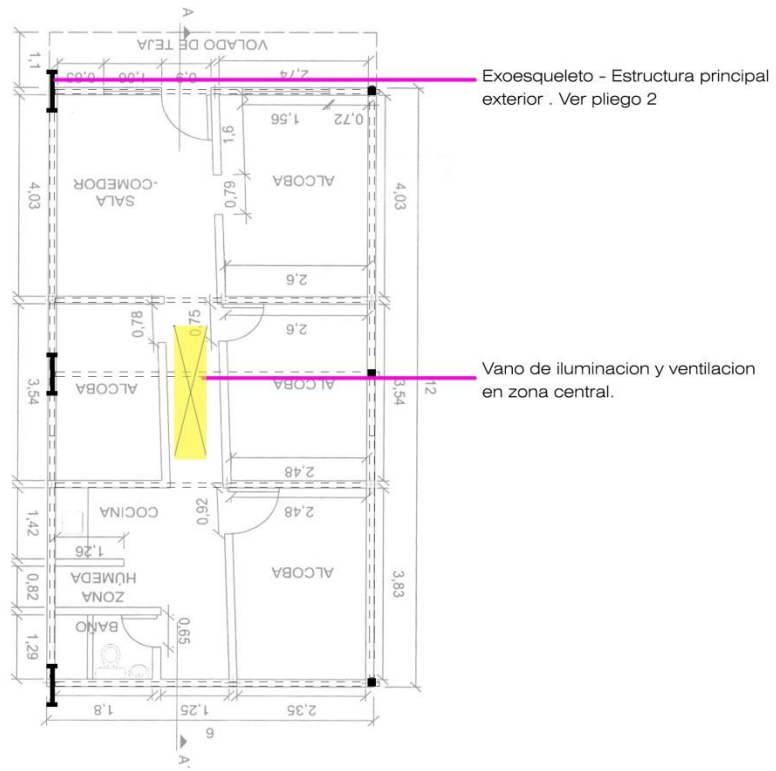 A
VOLADO DE TEJA
1,1
0,9
2,74
Exoesqueleto - Estructura principal
exterior . Ver pliego 2
1,56
0,72
1,6
4,03
SALA
-COMEDOR
0,79
ALCOBA
4,03
2,6
0,78
0,75
2,6
3,54
ALCOBA
ALCOBA
3,54
12
Vano de iluminacion y ventilacion
en zona central.
2,48
COCINA
0,92
2,48
1,42
1,26
ZONA
HÚMEDA
0,82
ALCOBA
3,83
BAÑO
0,65
1,29
1,8
1,25
2,35
6
A'